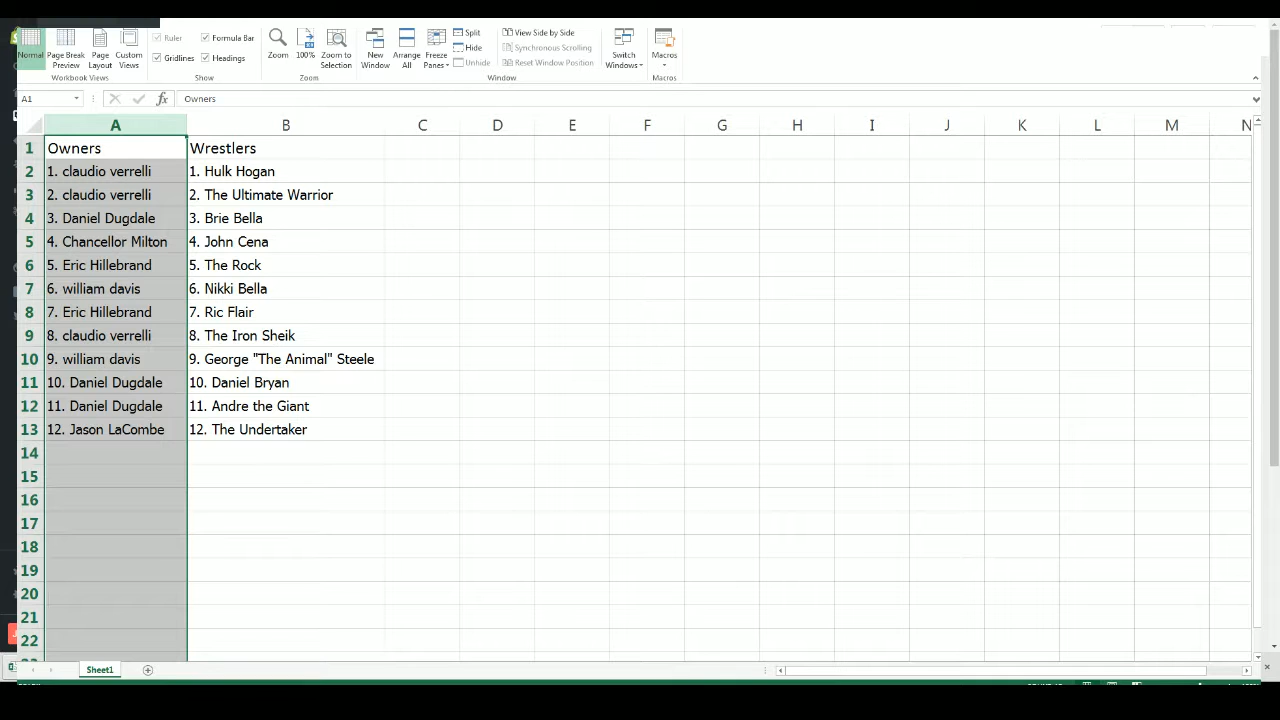 Normal
Page Break Preview
Page Layout
Custom Views
Workbook Views
Ruler
Formula Bar
Gridlines
Headings
Show
Zoom
100%
Zoom to Selection
Zoom
New Window
Arrange All
Freeze Panes
Split
Hide
Unhide
View Side by Side
Synchronous Scrolling
Reset Window Position
Window
Switch Windows
Macros
Macros
A1
fx
Owners
A B C D E F G H I J K L M N
1 Owners Wrestlers
2 1. claudio verrelli 1. Hulk Hogan
3 2. claudio verrelli 2. The Ultimate Warrior
4 3. Daniel Dugdale 3. Brie Bella
5 4. Chancellor Milton 4. John Cena
6 5. Eric Hillebrand 5. The Rock
7 6. william davis 6. Nikki Bella
8 7. Eric Hillebrand 7. Ric Flair
9 8. claudio verrelli 8. The Iron Sheik
10 9. william davis 9. George "The Animal" Steele
11 10. Daniel Dugdale 10. Daniel Bryan
12 11. Daniel Dugdale 11. Andre the Giant
13 12. Jason LaCombe 12. The Undertaker
14
15
16
17
18
19
20
21
22
Sheet1